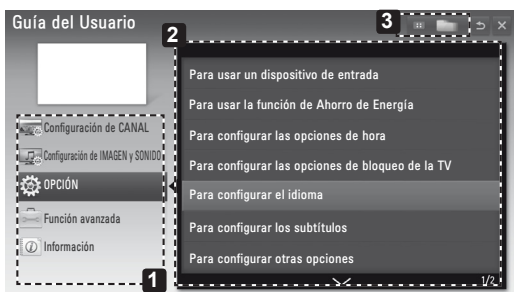 Guía del Usuario
3
2
Configuración de CANAL
Configuración de IMAGEN y SONIDO
OPCIÓN
Función avanzada
Información
1
Para usar un dispositivo de entrada
Para usar la función de Ahorro de Energía
Para configurar las opciones de hora
Para configurar las opciones de bloqueo de la TV
Para configurar el idioma
Para configurar los subtítulos
Para configurar otras opciones
1/2